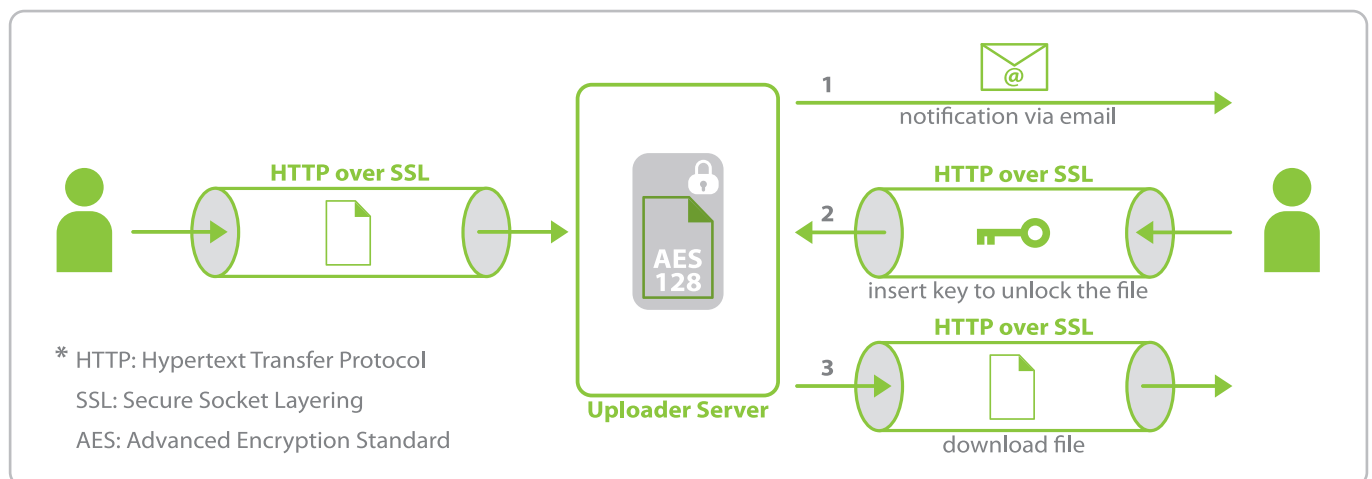 HTTP over SSL
AES
128
Uploader Server
1
@
notification via email
HTTP over SSL
2
insert key to unlock the file
HTTP over SSL
3
download file
* HTTP: Hypertext Transfer Protocol
SSL: Secure Socket Layering
AES: Advanced Encryption Standard